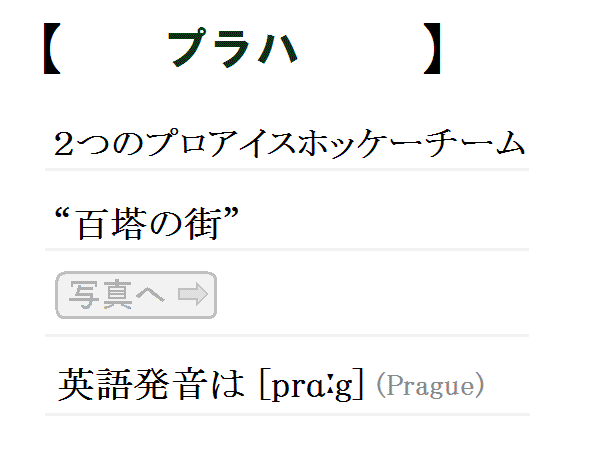 【 プラハ 】
２つのプロアイスホッケーチーム
“百塔の街”
写真へ ⇨
英語発音は [prɑːg] (Prague)